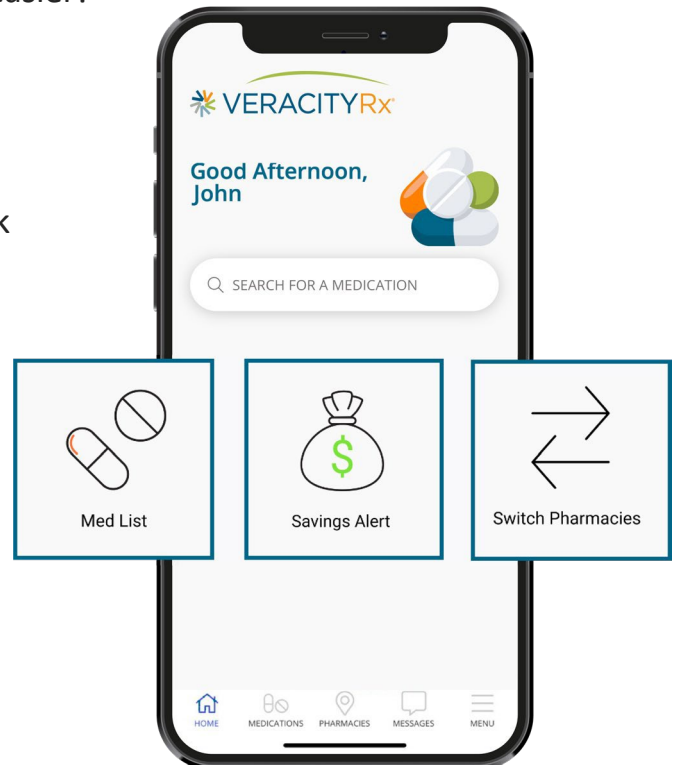 VERACITYRx
Good Afternoon,
John
SEARCH FOR A MEDICATION
Med List
$
Savings Alert
Switch Pharmacies
HOME
MEDICATIONS
PHARMACIES
MESSAGES
MENU